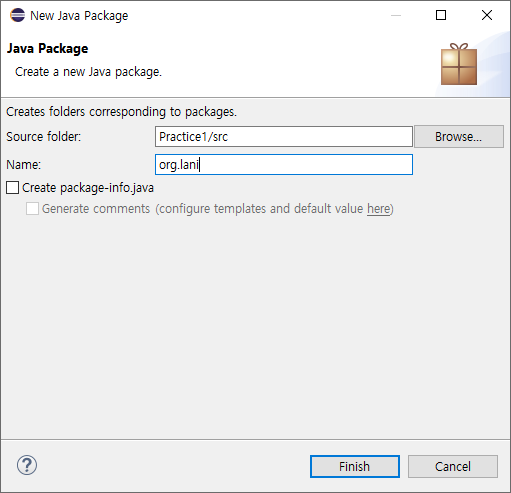 New Java Package
Java Package
Create a new Java package.
Creates folders corresponding to packages.
Source folder: Practice1/src Browse...
Name: org.lani
Create package-info.java
Generate comments (configure templates and default value here)
? Finish Cancel